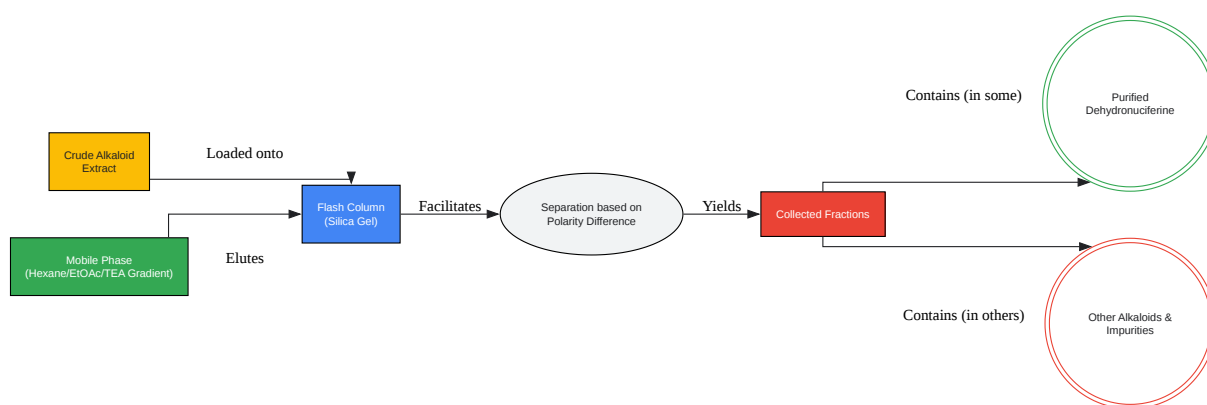 Crude Alkaloid
Extract
Loaded onto
Mobile Phase
(Hexane/EtOAc/TEA Gradient)
Elutes
Flash Column
(Silica Gel)
Facilitates
Separation based on
Polarity Difference
Yields
Collected Fractions
Contains (in some)
Purified
Dehydronuciferine
Contains (in others)
Other Alkaloids &
Impurities